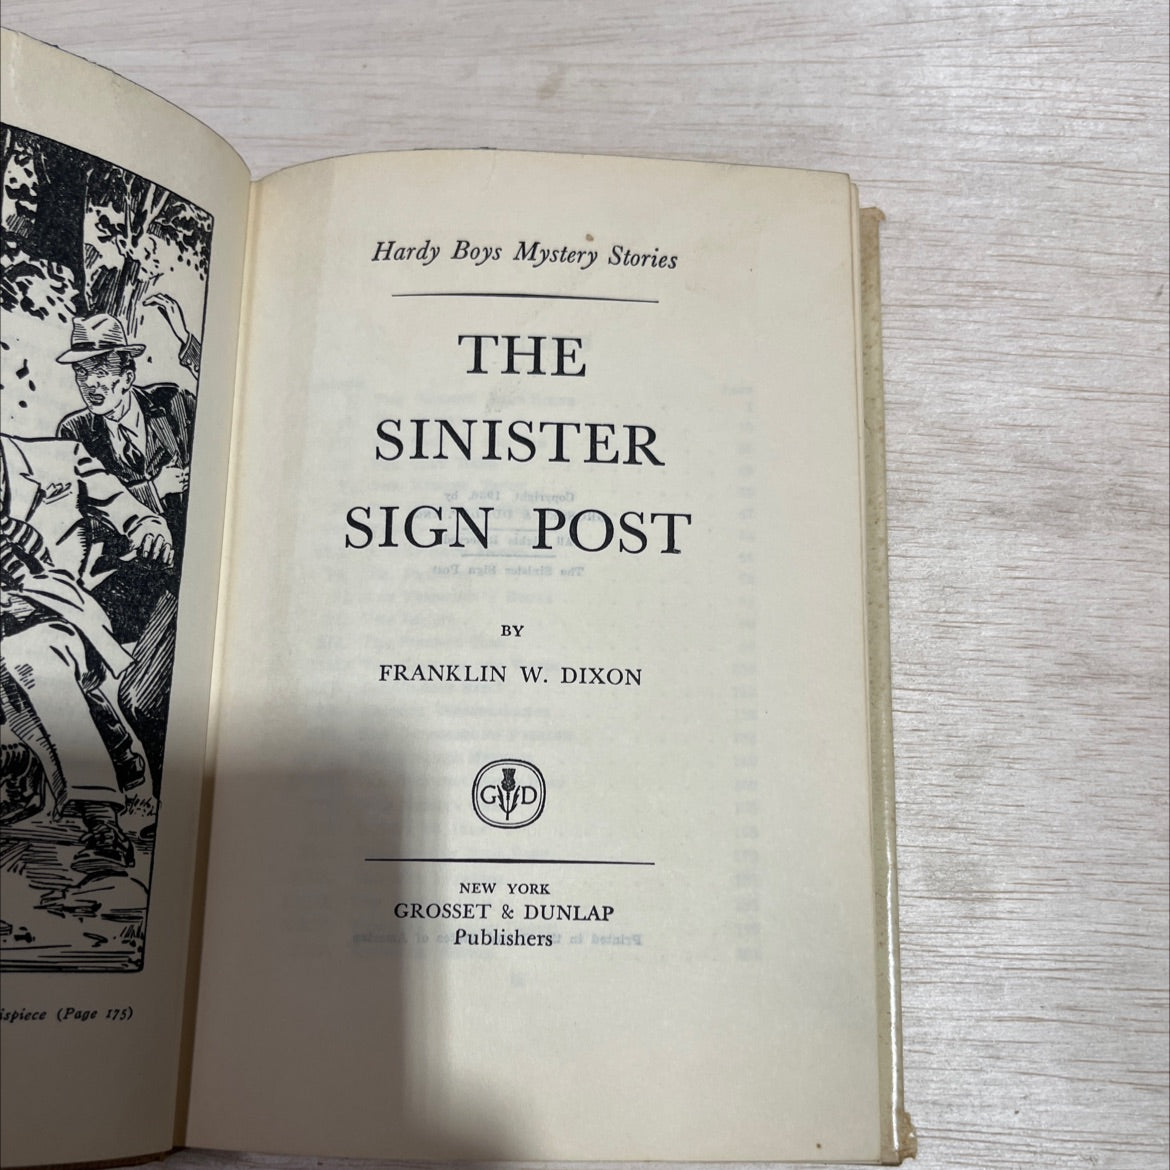 Hardy Boys Mystery Stories
THE
SINISTER
SIGN POST
BY
FRANKLIN W. DIXON
G D
NEW YORK
GROSSET & DUNLAP
Publishers
(Page 175)